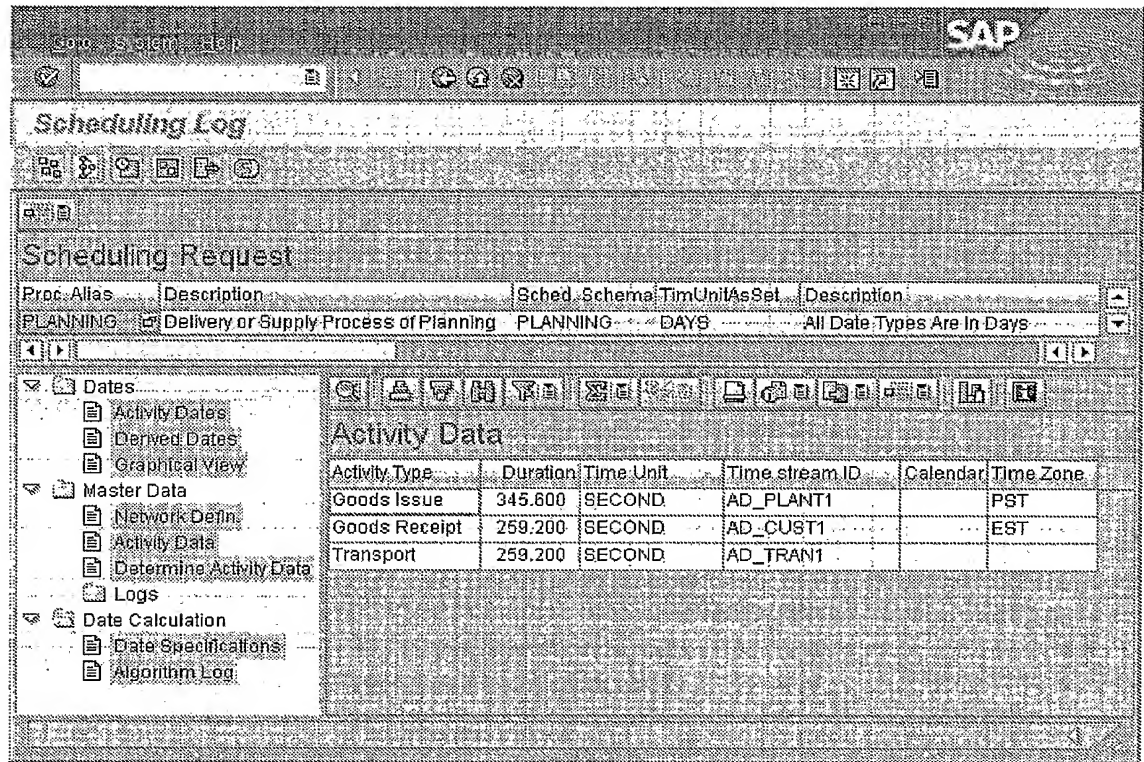 Goto System Help
SAP
Scheduling Log
Scheduling Request
Proc. Alias Description Sched. Schema TimUnitAsSet Description
PLANNING Delivery or Supply Process of Planning PLANNING DAYS All Date Types Are In Days
Dates
Activity Dates
Derived Dates
Graphical View
Master Data
Network Defin.
Activity Data
Determine Activity Data
Logs
Date Calculation
Date Specifications
Algorithm Log
Activity Data
Activity Type Duration Time Unit Time stream ID Calendar Time Zone
Goods Issue 345.600 SECOND AD_PLANT1 PST
Goods Receipt 259.200 SECOND AD_CUST1 EST
Transport 259.200 SECOND AD_TRAN1